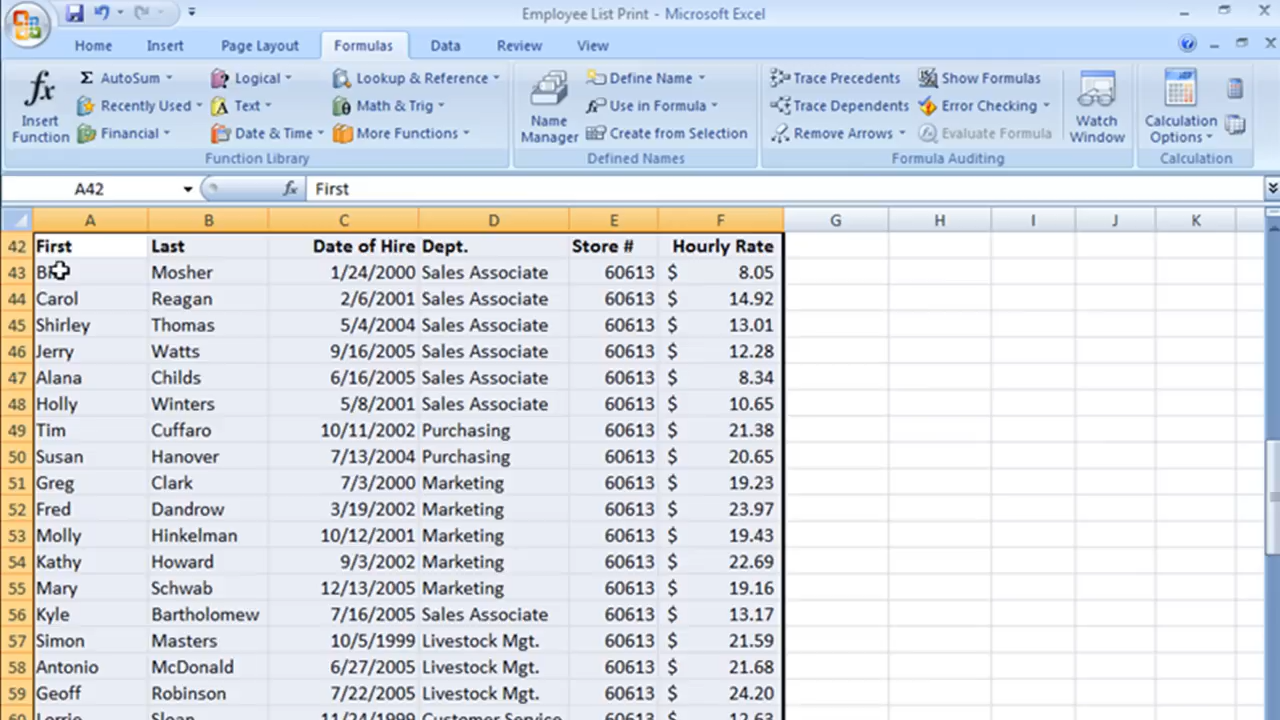 Employee List Print - Microsoft Excel
Home Insert Page Layout Formulas Data Review View
fx Insert Function
Σ AutoSum
Recently Used
Financial
Logical
Text
Date & Time
Lookup & Reference
Math & Trig
More Functions
Function Library
Name Manager
Define Name
Use in Formula
Create from Selection
Defined Names
Trace Precedents
Trace Dependents
Remove Arrows
Show Formulas
Error Checking
Evaluate Formula
Formula Auditing
Watch Window
Calculation Options
Calculation
A42 fx First
A B C D E F G H I J K
42 First Last Date of Hire Dept. Store # Hourly Rate
43 Mosher 1/24/2000 Sales Associate 60613 $ 8.05
44 Carol Reagan 2/6/2001 Sales Associate 60613 $ 14.92
45 Shirley Thomas 5/4/2004 Sales Associate 60613 $ 13.01
46 Jerry Watts 9/16/2005 Sales Associate 60613 $ 12.28
47 Alana Childs 6/16/2005 Sales Associate 60613 $ 8.34
48 Holly Winters 5/8/2001 Sales Associate 60613 $ 10.65
49 Tim Cuffaro 10/11/2002 Purchasing 60613 $ 21.38
50 Susan Hanover 7/13/2004 Purchasing 60613 $ 20.65
51 Greg Clark 7/3/2000 Marketing 60613 $ 19.23
52 Fred Dandrow 3/19/2002 Marketing 60613 $ 23.97
53 Molly Hinkelman 10/12/2001 Marketing 60613 $ 19.43
54 Kathy Howard 9/3/2002 Marketing 60613 $ 22.69
55 Mary Schwab 12/13/2005 Marketing 60613 $ 19.16
56 Kyle Bartholomew 7/16/2005 Sales Associate 60613 $ 13.17
57 Simon Masters 10/5/1999 Livestock Mgt. 60613 $ 21.59
58 Antonio McDonald 6/27/2005 Livestock Mgt. 60613 $ 21.68
59 Geoff Robinson 7/22/2005 Livestock Mgt. 60613 $ 24.20
60 Lorrie Sloan 11/24/1999 Customer Service 60613 $ 12.63